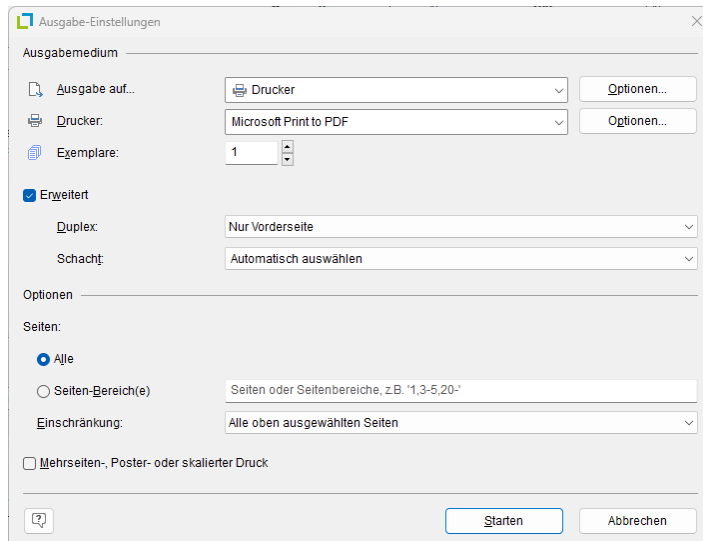 Ausgabe-Einstellungen
Ausgabemedium
Ausgabe auf... Drucker Optionen...
Drucker: Microsoft Print to PDF Optionen...
Exemplare: 1
Erweitert
Duplex: Nur Vorderseite
Schacht: Automatisch auswählen
Optionen
Seiten:
Alle
Seiten-Bereich(e) Seiten oder Seitenbereiche, z.B. '1,3-5,20-'
Einschränkung: Alle oben ausgewählten Seiten
Mehrseiten-, Poster- oder skalierter Druck
Starten Abbrechen